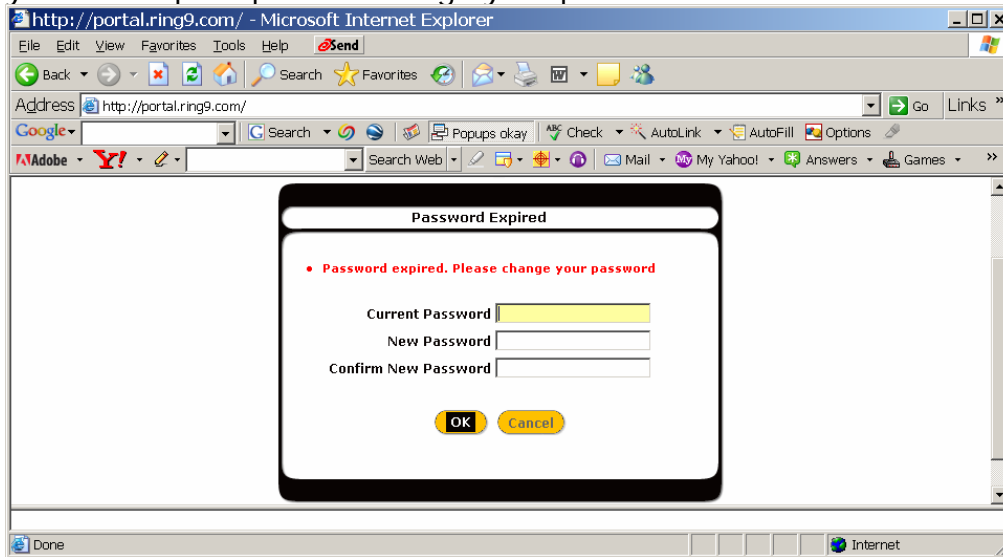 http://portal.ring9.com/ - Microsoft Internet Explorer
File Edit View Favorites Tools Help Send
Back Search Favorites
Address http://portal.ring9.com/ Go Links »
Google Search Popups okay ABC Check AutoLink AutoFill Options
Adobe Y! Search Web Mail My Yahoo! Answers Games »
Password Expired
• Password expired. Please change your password
Current Password
New Password
Confirm New Password
OK Cancel
Done Internet